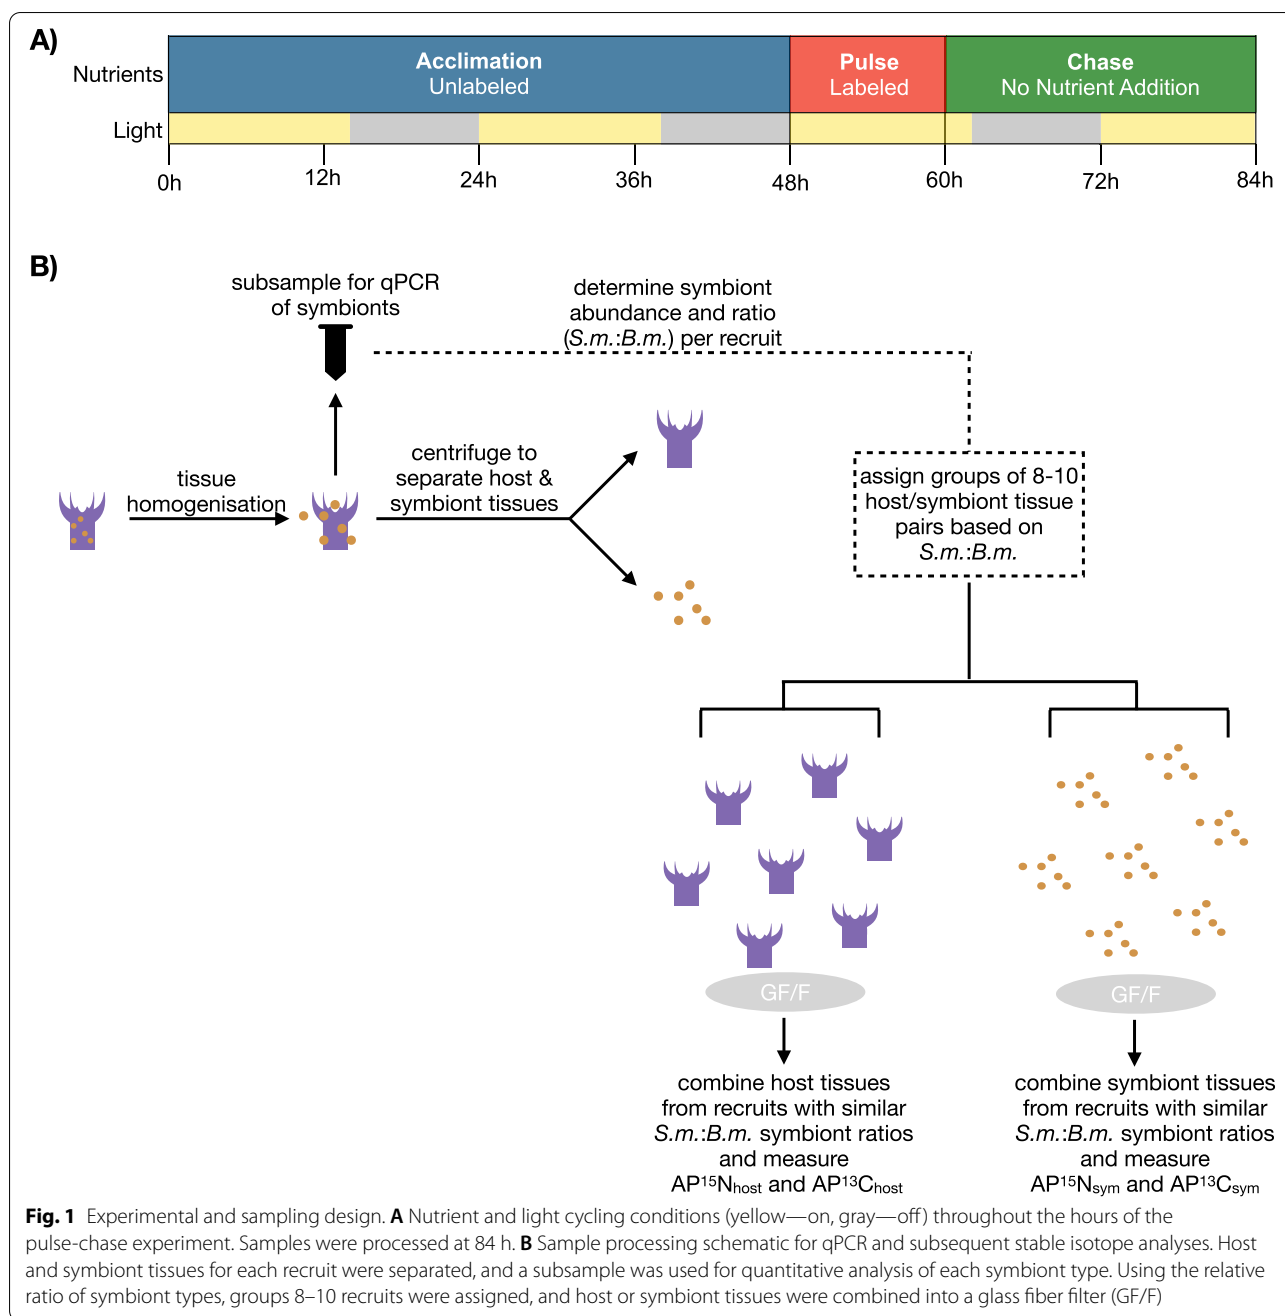 A)
Nutrients
Acclimation
Unlabeled
Pulse
Labeled
Chase
No Nutrient Addition
Light
0h
12h
24h
36h
48h
60h
72h
84h
B)
subsample for qPCR
of symbionts
determine symbiont
abundance and ratio
(S.m.:B.m.) per recruit
tissue
homogenisation
centrifuge to
separate host &
symbiont tissues
assign groups of 8-10
host/symbiont tissue
pairs based on
S.m.:B.m.
GF/F
GF/F
combine host tissues
from recruits with similar
S.m.:B.m. symbiont ratios
and measure
AP¹⁵Nhost and AP¹³Chost
combine symbiont tissues
from recruits with similar
S.m.:B.m. symbiont ratios
and measure
AP¹⁵Nsym and AP¹³Csym
Fig. 1 Experimental and sampling design. A Nutrient and light cycling conditions (yellow—on, gray—off) throughout the hours of the
pulse-chase experiment. Samples were processed at 84 h. B Sample processing schematic for qPCR and subsequent stable isotope analyses. Host
and symbiont tissues for each recruit were separated, and a subsample was used for quantitative analysis of each symbiont type. Using the relative
ratio of symbiont types, groups 8–10 recruits were assigned, and host or symbiont tissues were combined into a glass fiber filter (GF/F)